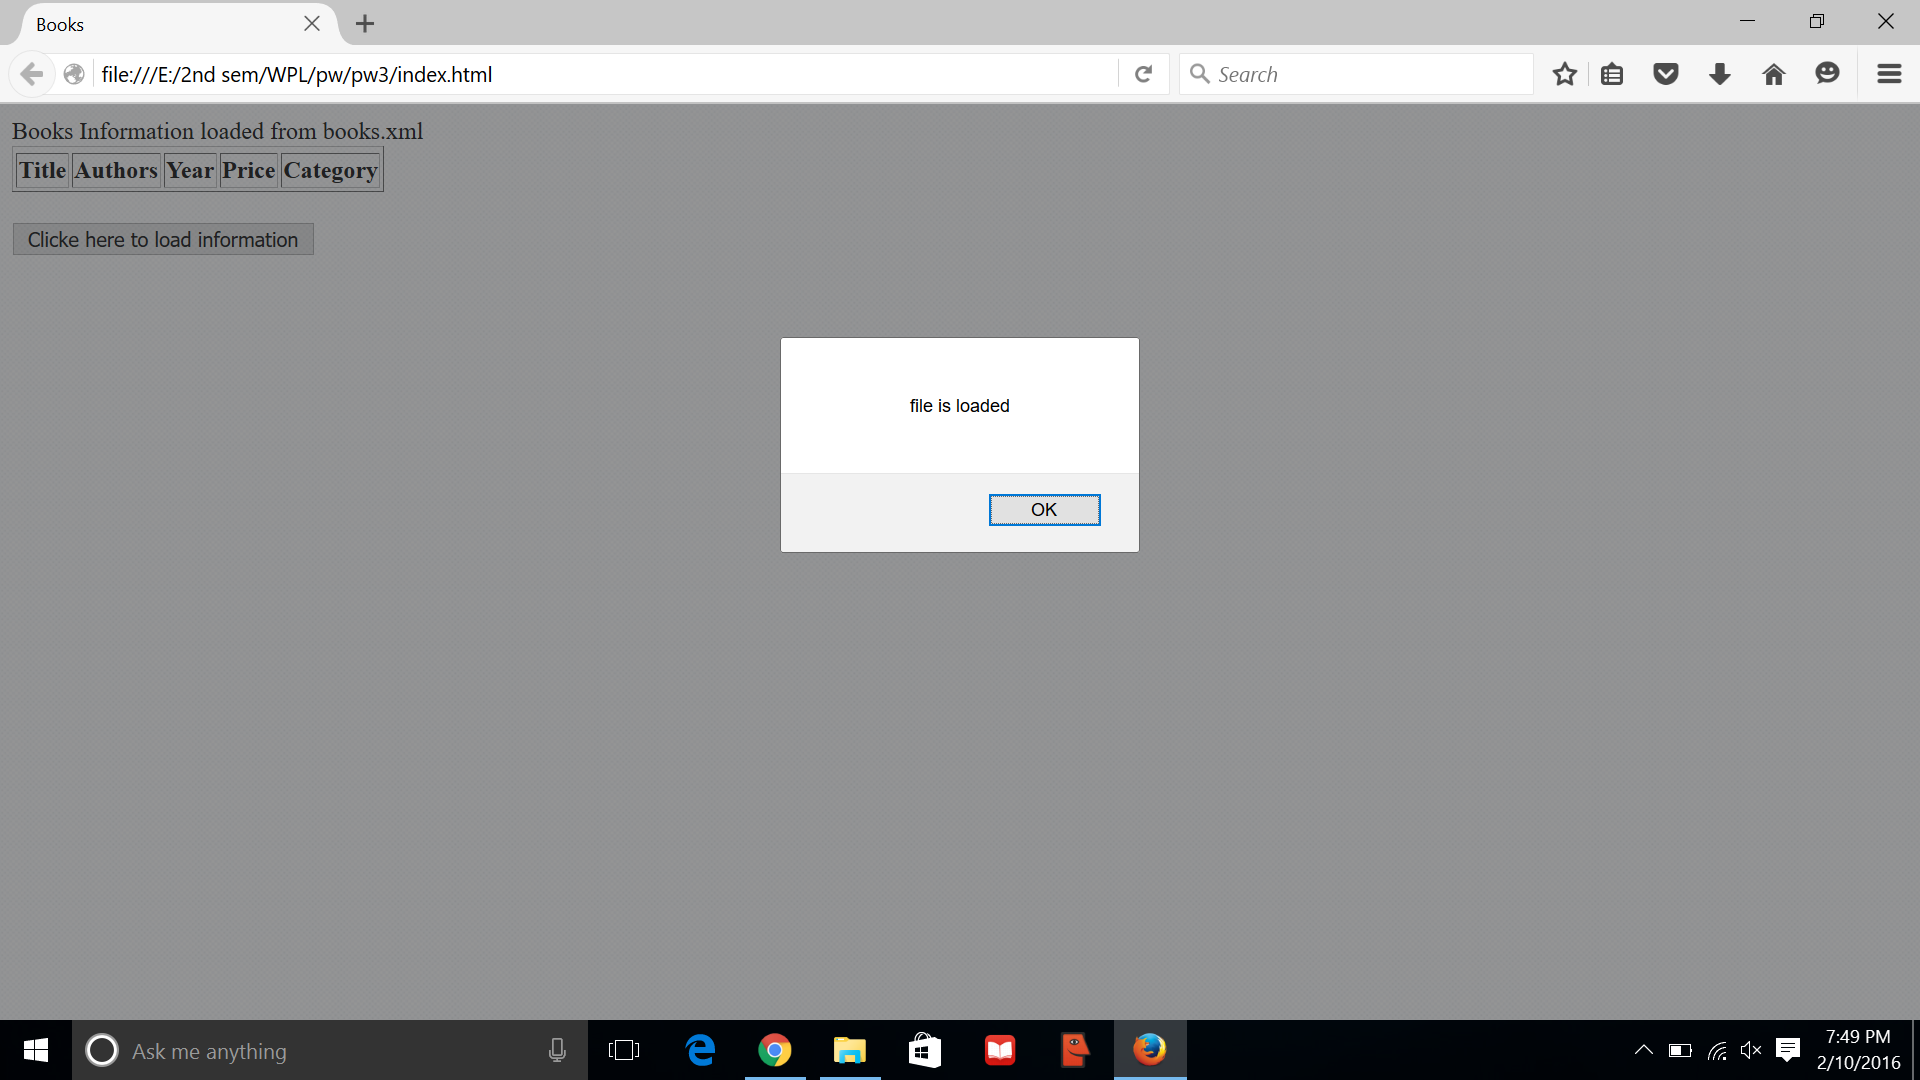 Books
file:///E:/2nd sem/WPL/pw/pw3/index.html
Search
Books Information loaded from books.xml
Title Authors Year Price Category
Clicke here to load information
file is loaded
OK
Ask me anything
7:49 PM
2/10/2016